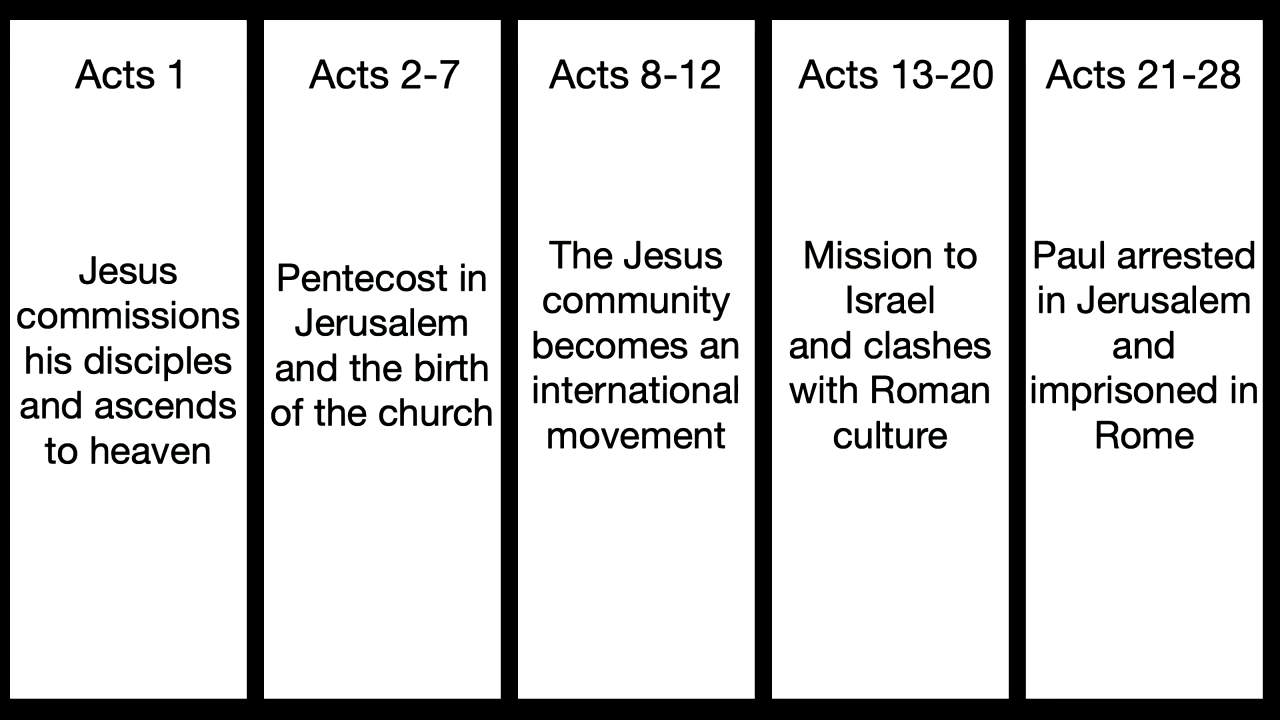 Acts 1
Jesus
commissions
his disciples
and ascends
to heaven
Acts 2-7
Pentecost in
Jerusalem
and the birth
of the church
Acts 8-12
The Jesus
community
becomes an
international
movement
Acts 13-20
Mission to
Israel
and clashes
with Roman
culture
Acts 21-28
Paul arrested
in Jerusalem
and
imprisoned in
Rome